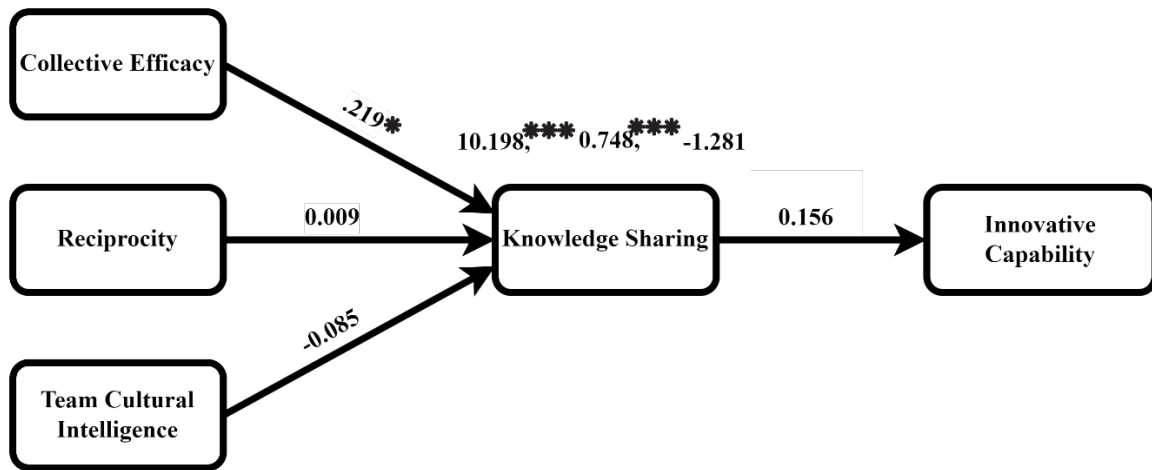 Collective Efficacy
.219*
10.198,*** 0.748,*** -1.281
Reciprocity
0.009
Knowledge Sharing
0.156
Innovative
Capability
-0.085
Team Cultural
Intelligence